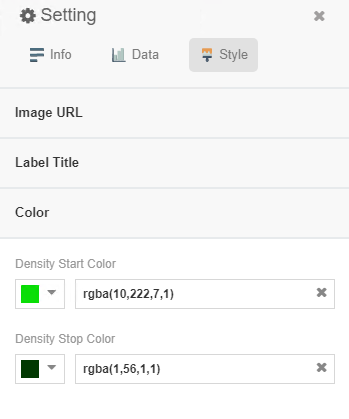 Setting
Info Data Style
Image URL
Label Title
Color
Density Start Color
rgba(10,222,7,1)
Density Stop Color
rgba(1,56,1,1)